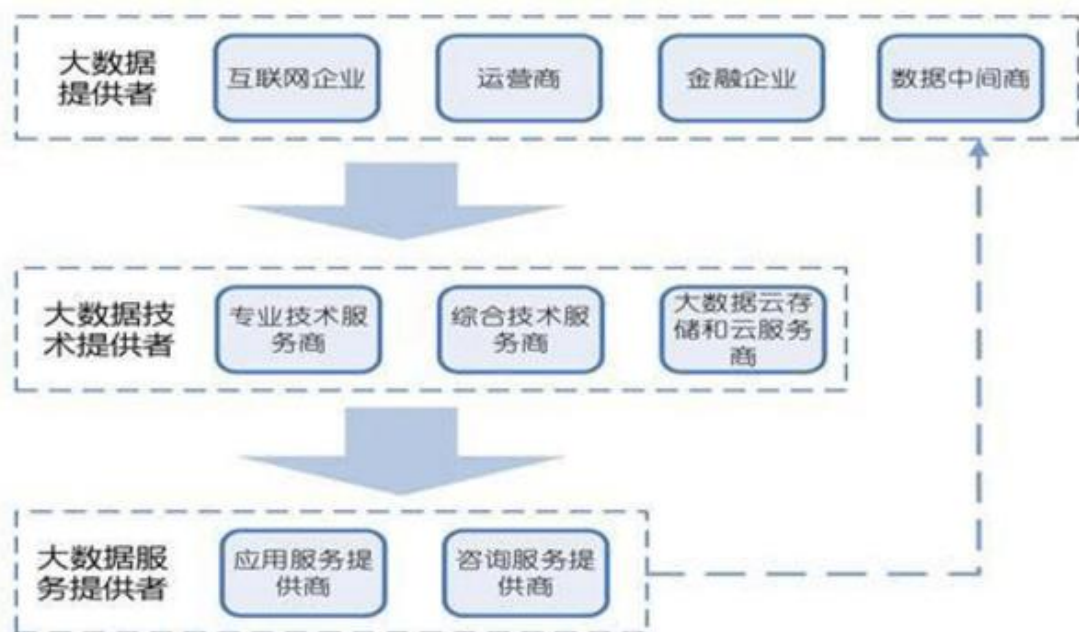 大数据
提供者
互联网企业
运营商
金融企业
数据中间商
大数据技
术提供者
专业技术服
务商
综合技术服
务商
大数据云存
储和云服务
商
大数据服
务提供者
应用服务提
供商
咨询服务提
供商